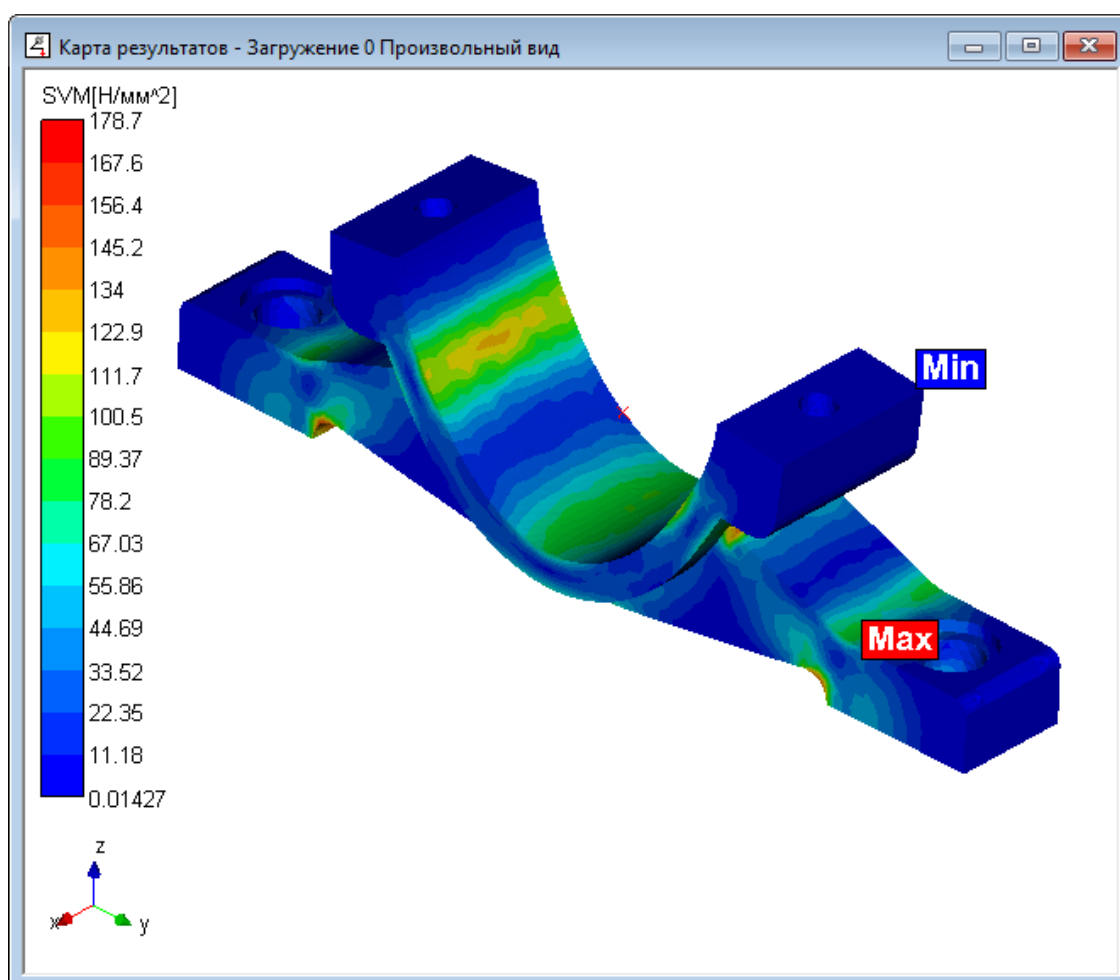 Карта результатов - Загружение 0 Произвольный вид
SVM[Н/мм^2]
178.7
167.6
156.4
145.2
134
122.9
111.7
100.5
89.37
78.2
67.03
55.86
44.69
33.52
22.35
11.18
0.01427
Min
Max
z
x
y